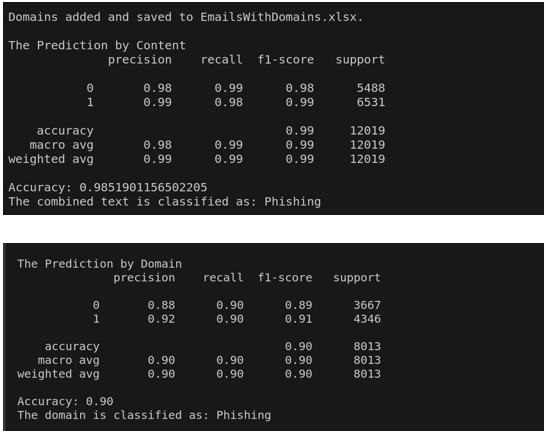 Domains added and saved to EmailsWithDomains.xlsx.
The Prediction by Content
precision recall f1-score support
0 0.98 0.99 0.98 5488
1 0.99 0.98 0.99 6531
accuracy 0.99 12019
macro avg 0.98 0.99 0.99 12019
weighted avg 0.99 0.99 0.99 12019
Accuracy: 0.9851901156502205
The combined text is classified as: Phishing
The Prediction by Domain
precision recall f1-score support
0 0.88 0.90 0.89 3667
1 0.92 0.90 0.91 4346
accuracy 0.90 8013
macro avg 0.90 0.90 0.90 8013
weighted avg 0.90 0.90 0.90 8013
Accuracy: 0.90
The domain is classified as: Phishing